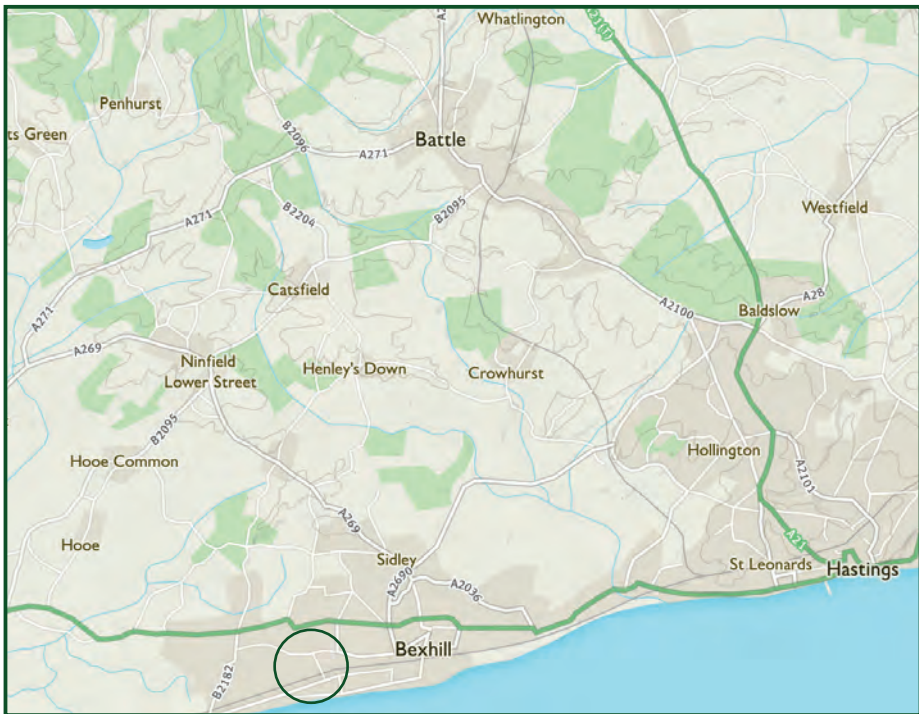 Whatlington
A21(T)
Penhurst
ts Green
B2096
Battle
A271
A271
B2204
B2095
Westfield
Catsfield
A271
A28
Baldslow
A2100
A269
Ninfield
Lower Street
Henley's Down
Crowhurst
B2095
Hollington
A2101
Hooe Common
A269
Hooe
Sidley
A21
St Leonards
Hastings
A2690
A2036
Bexhill
B2182